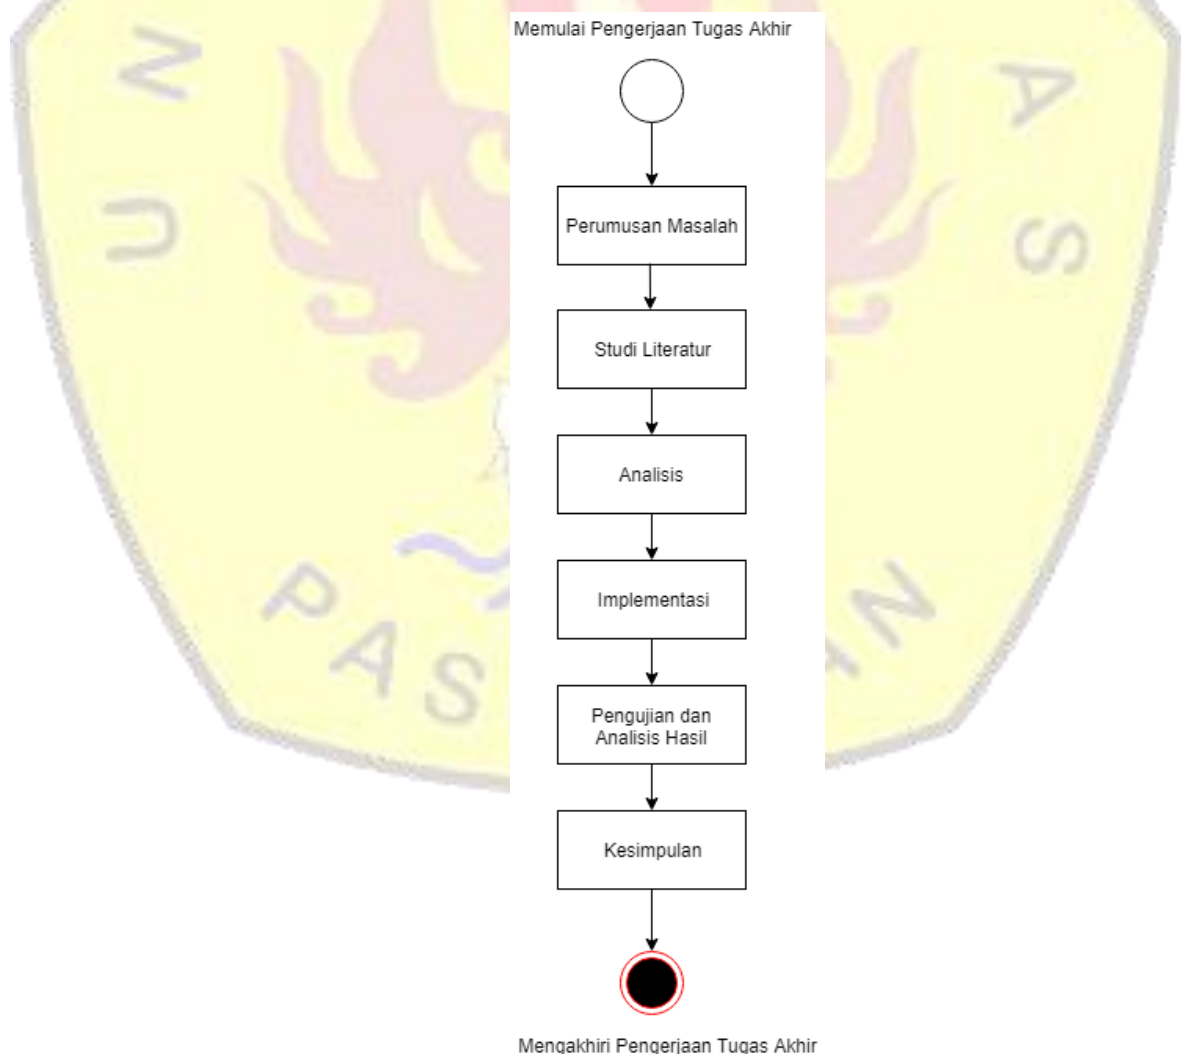 Memulai Pengerjaan Tugas Akhir
Perumusan Masalah
Studi Literatur
Analisis
Implementasi
Pengujian dan
Analisis Hasil
Kesimpulan
Mengakhiri Pengerjaan Tugas Akhir
U N
A S
P A S
A N